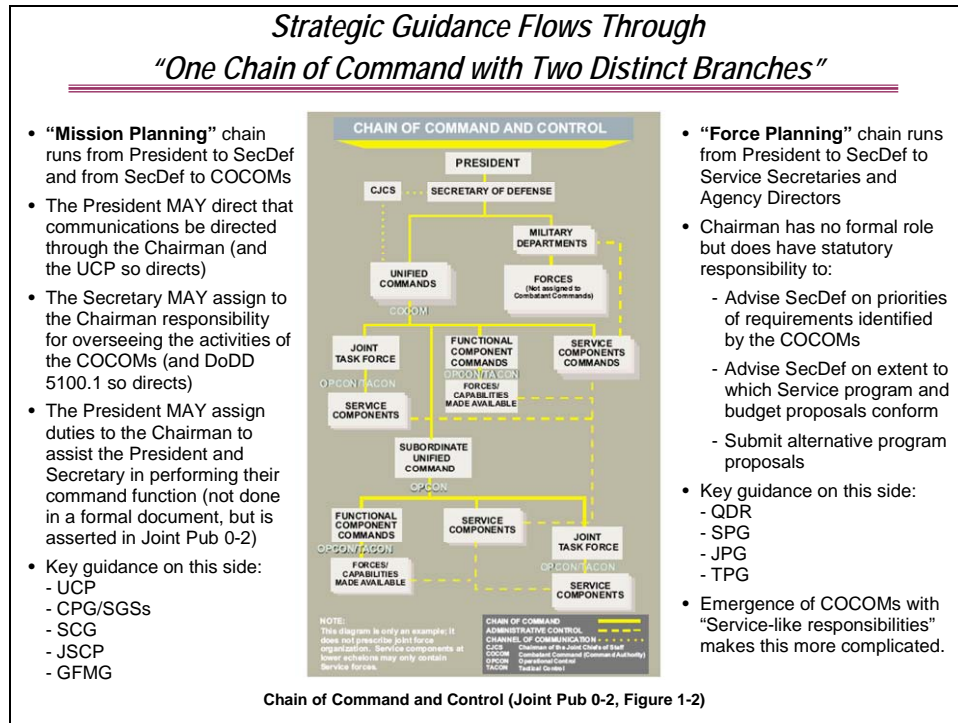 Strategic Guidance Flows Through
“One Chain of Command with Two Distinct Branches”
• “Mission Planning” chain
runs from President to SecDef
and from SecDef to COCOMs
• The President MAY direct that
communications be directed
through the Chairman (and
the UCP so directs)
• The Secretary MAY assign to
the Chairman responsibility
for overseeing the activities
of the COCOMs (and DoDD
5100.1 so directs)
• The President MAY assign
duties to the Chairman to
assist the President and
Secretary in performing their
command function (not done
in a formal document, but is
asserted in Joint Pub 0-2)
• Key guidance on this side:
- UCP
- CPG/SGSs
- SCG
- JSCP
- GFMG
CHAIN OF COMMAND AND CONTROL
PRESIDENT
CJCS
SECRETARY OF DEFENSE
MILITARY
DEPARTMENTS
UNIFIED
COMMANDS
FORCES
(Not assigned to
Combatant Commands)
COCOM
JOINT
TASK FORCE
FUNCTIONAL
COMPONENT
COMMANDS
SERVICE
COMPONENTS
COMMANDS
OPCON/TACON
OPCON/TACON
FORCES/
CAPABILITIES
MADE AVAILABLE
SERVICE
COMPONENTS
SUBORDINATE
UNIFIED
COMMAND
OPCON
FUNCTIONAL
COMPONENT
COMMANDS
SERVICE
COMPONENTS
JOINT
TASK FORCE
OPCON/TACON
OPCON/TACON
FORCES/
CAPABILITIES
MADE AVAILABLE
SERVICE
COMPONENTS
NOTE:
This diagram is only an example; it
does not prescribe joint force
organization. Service components at
lower echelons may only contain
Service forces.
CHAIN OF COMMAND
ADMINISTRATIVE CONTROL
CHANNEL OF COMMUNICATION
CJCS Chairman of the Joint Chiefs of Staff
COCOM Combatant Command (Command Authority)
OPCON Operational Control
TACON Tactical Control
• “Force Planning” chain runs
from President to SecDef to
Service Secretaries and
Agency Directors
• Chairman has no formal role
but does have statutory
responsibility to:
- Advise SecDef on priorities
of requirements identified
by the COCOMs
- Advise SecDef on extent to
which Service program and
budget proposals conform
- Submit alternative program
proposals
• Key guidance on this side:
- QDR
- SPG
- JPG
- TPG
• Emergence of COCOMs with
“Service-like responsibilities”
makes this more complicated.
Chain of Command and Control (Joint Pub 0-2, Figure 1-2)